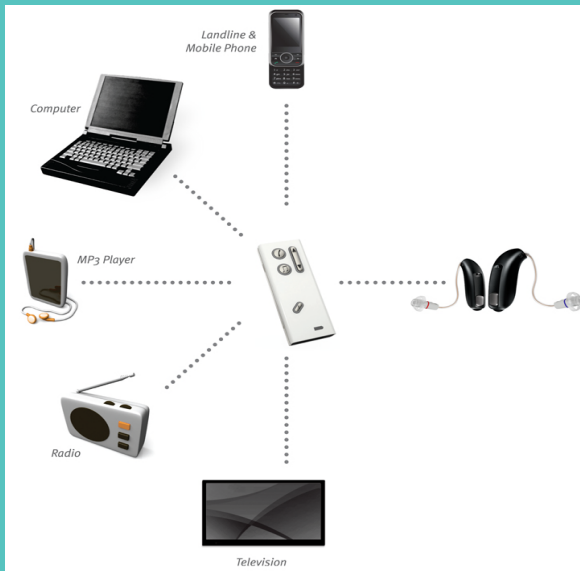 Landline &
Mobile Phone
Computer
MP3 Player
Radio
Television